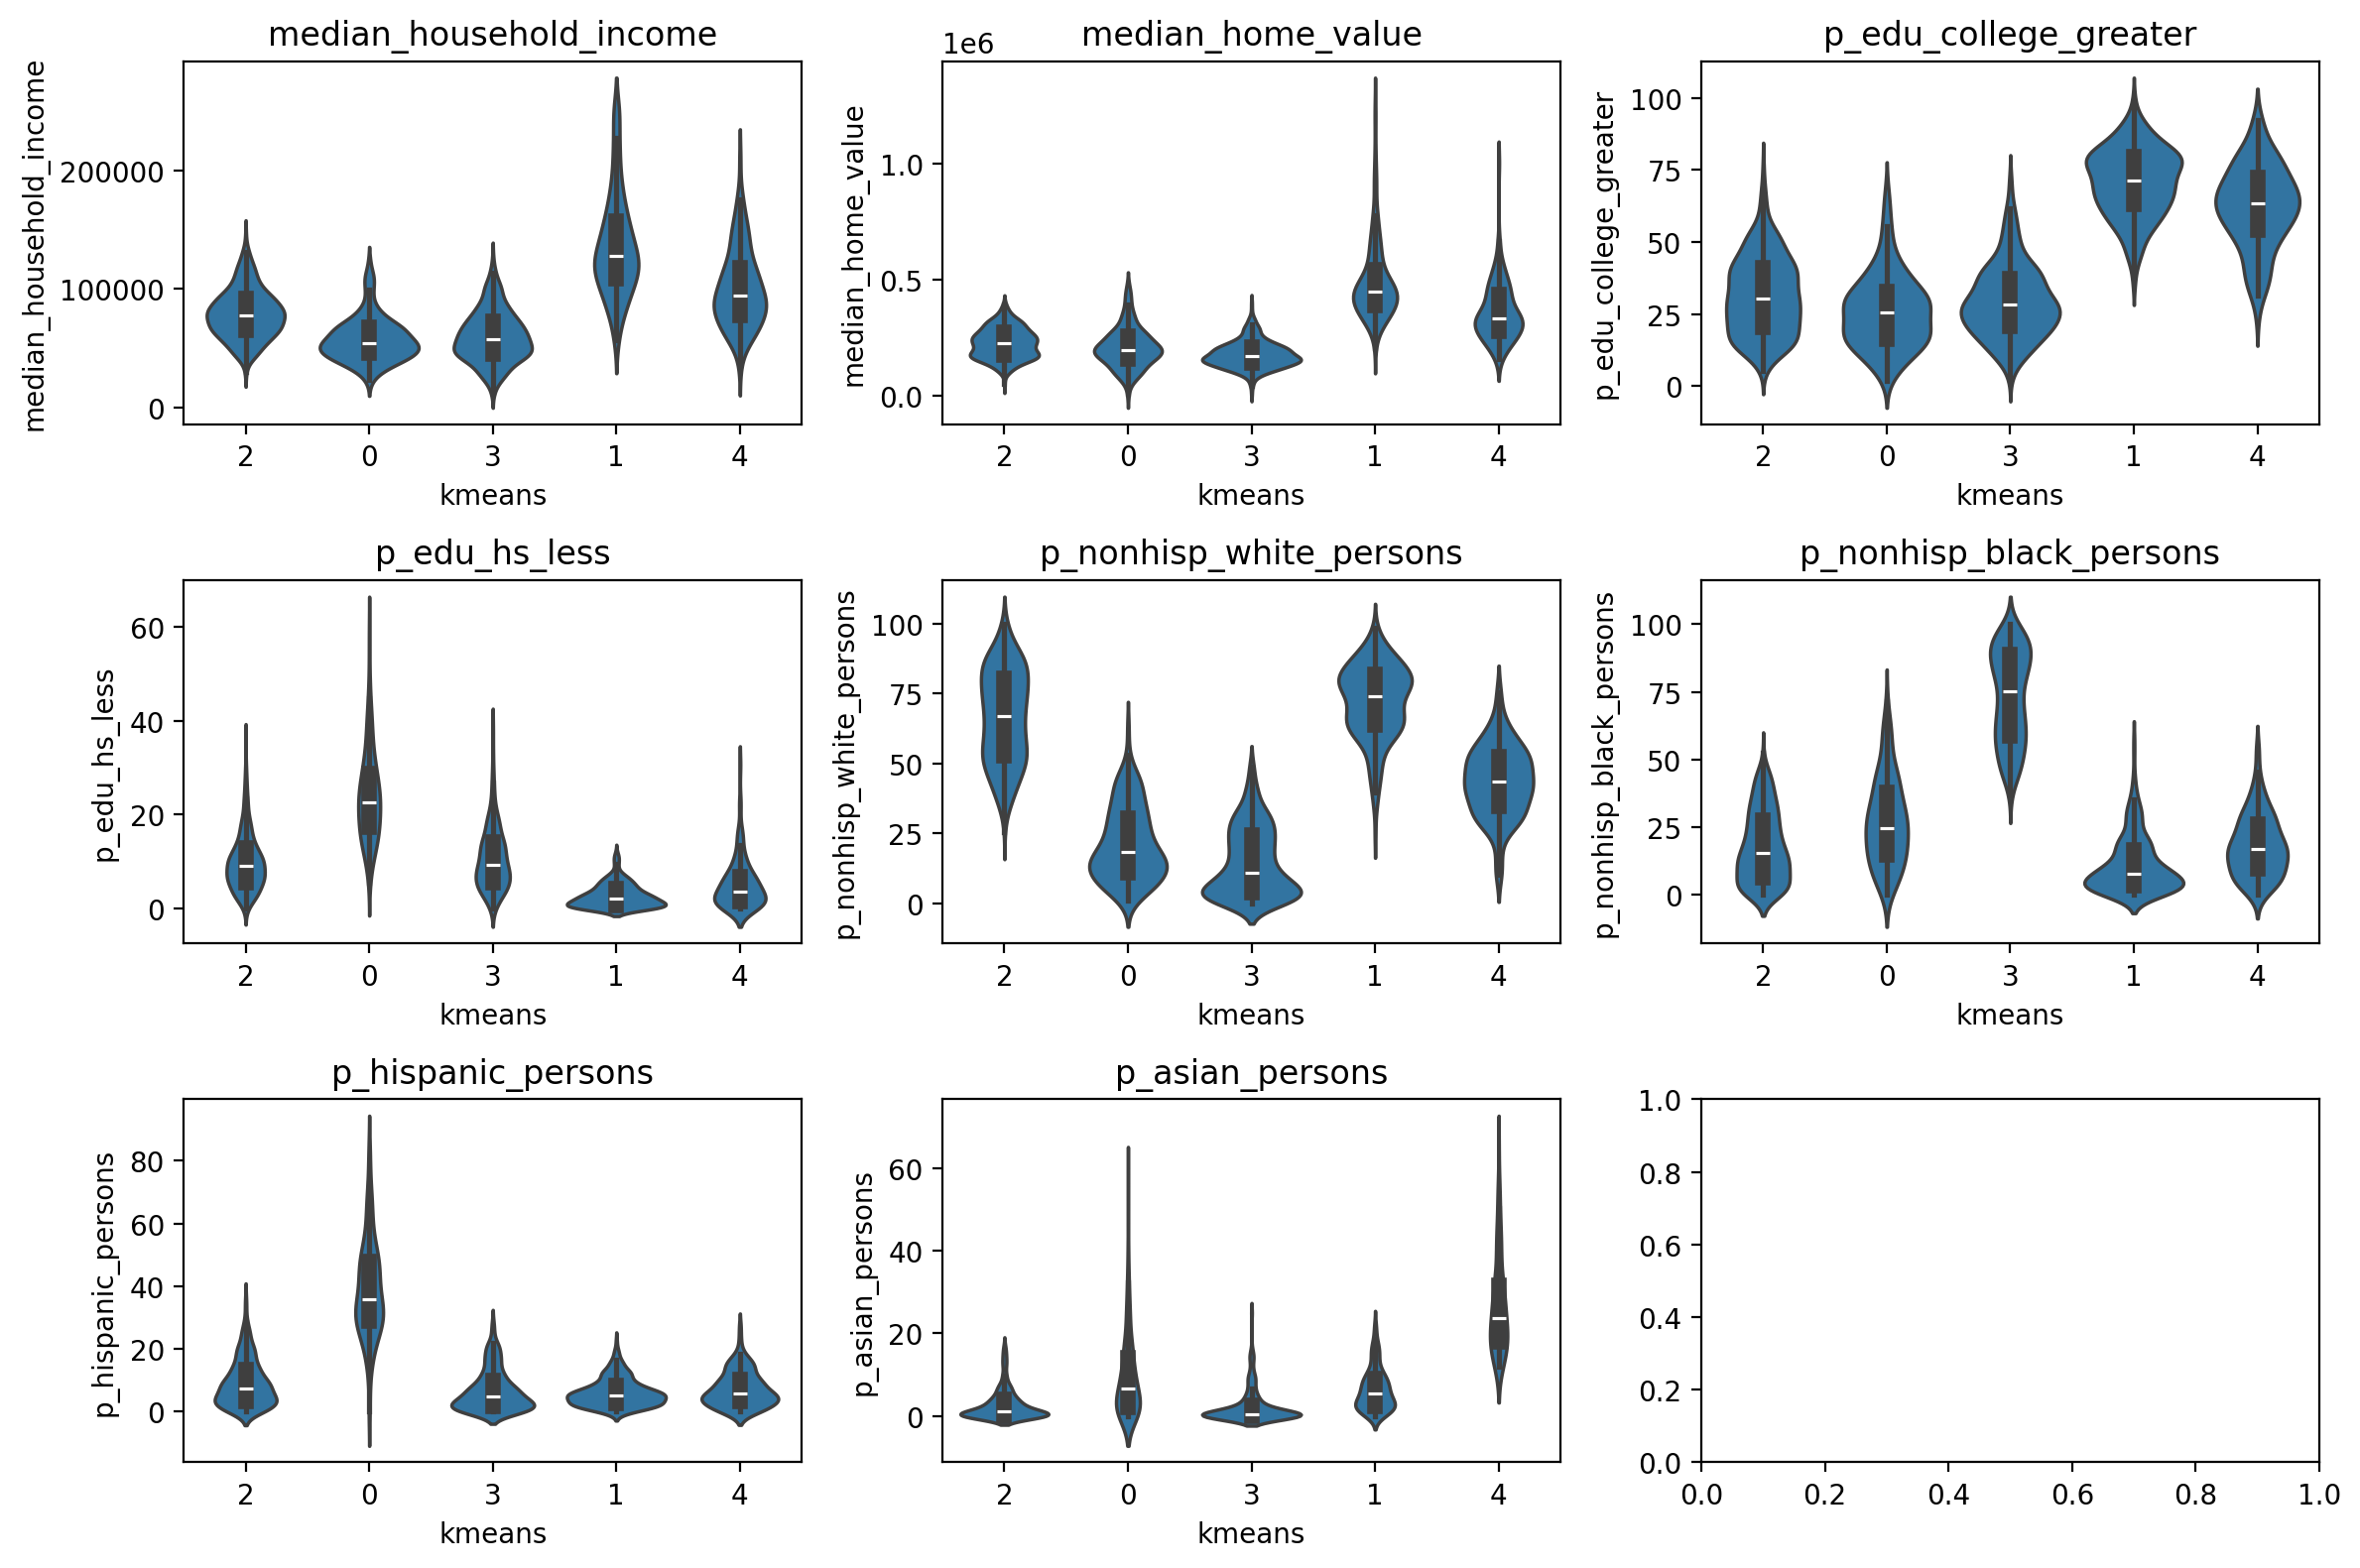 median_household_income
median_household_income
200000
100000
0
2 0 3 1 4
kmeans
median_home_value
1e6
median_home_value
1.0
0.5
0.0
2 0 3 1 4
kmeans
p_edu_college_greater
p_edu_college_greater
100
75
50
25
0
2 0 3 1 4
kmeans
p_edu_hs_less
p_edu_hs_less
60
40
20
0
2 0 3 1 4
kmeans
p_nonhisp_white_persons
p_nonhisp_white_persons
100
75
50
25
0
2 0 3 1 4
kmeans
p_nonhisp_black_persons
p_nonhisp_black_persons
100
75
50
25
0
2 0 3 1 4
kmeans
p_hispanic_persons
p_hispanic_persons
80
60
40
20
0
2 0 3 1 4
kmeans
p_asian_persons
p_asian_persons
60
40
20
0
2 0 3 1 4
kmeans
1.0
0.8
0.6
0.4
0.2
0.0
0.0 0.2 0.4 0.6 0.8 1.0